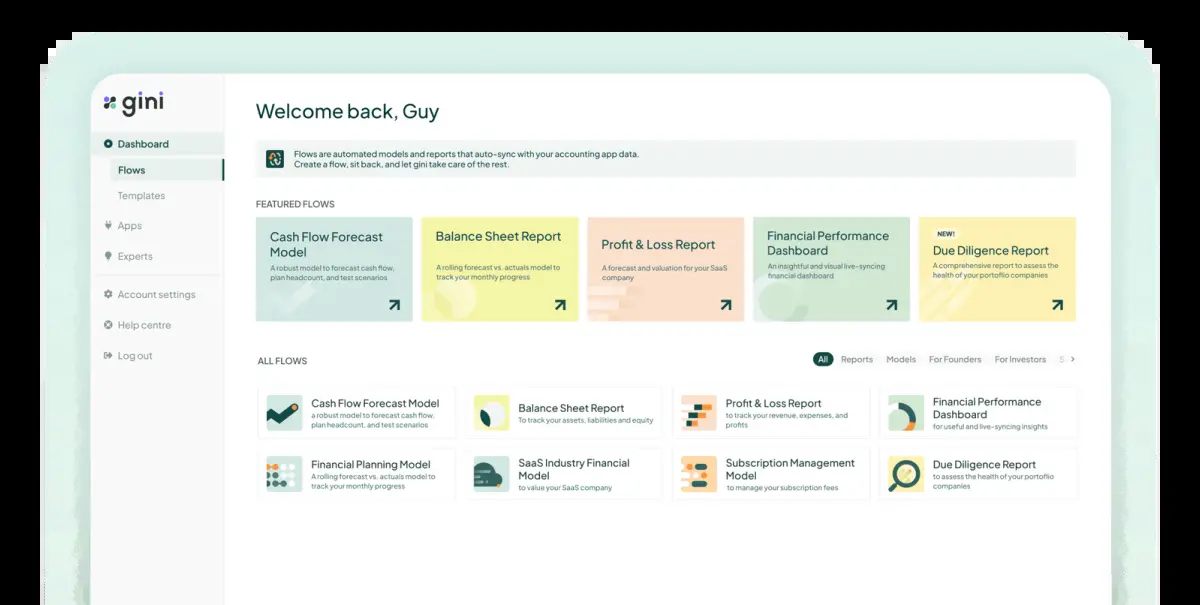 gini
Dashboard
Flows
Templates
Apps
Experts
Account settings
Help centre
Log out
Welcome back, Guy
Flows are automated models and reports that auto-sync with your accounting app data.
Create a flow, sit back, and let gini take care of the rest.
FEATURED FLOWS
Cash Flow Forecast
Model
A robust model to forecast cash flow,
plan headcount, and test scenarios
Balance Sheet Report
A rolling forecast vs. actuals model to
track your monthly progress
Profit & Loss Report
A forecast and valuation for your SaaS
company
Financial Performance
Dashboard
An insightful and visual live-syncing
financial dashboard
NEW!
Due Diligence Report
A comprehensive report to assess the
health of your portoflio companies
ALL FLOWS
All
Reports
Models
For Founders
For Investors
Cash Flow Forecast Model
a robust model to forecast cash flow,
plan headcount, and test scenarios
Balance Sheet Report
To track your assets, liabilities and equity
Profit & Loss Report
to track your revenue, expenses, and
profits
Financial Performance
Dashboard
for useful and live-syncing insights
Financial Planning Model
A rolling forecast vs. actuals model to
track your monthly progress
SaaS Industry Financial
Model
to value your SaaS company
Subscription Management
Model
to manage your subscription fees
Due Diligence Report
to assess the health of your portoflio
companies